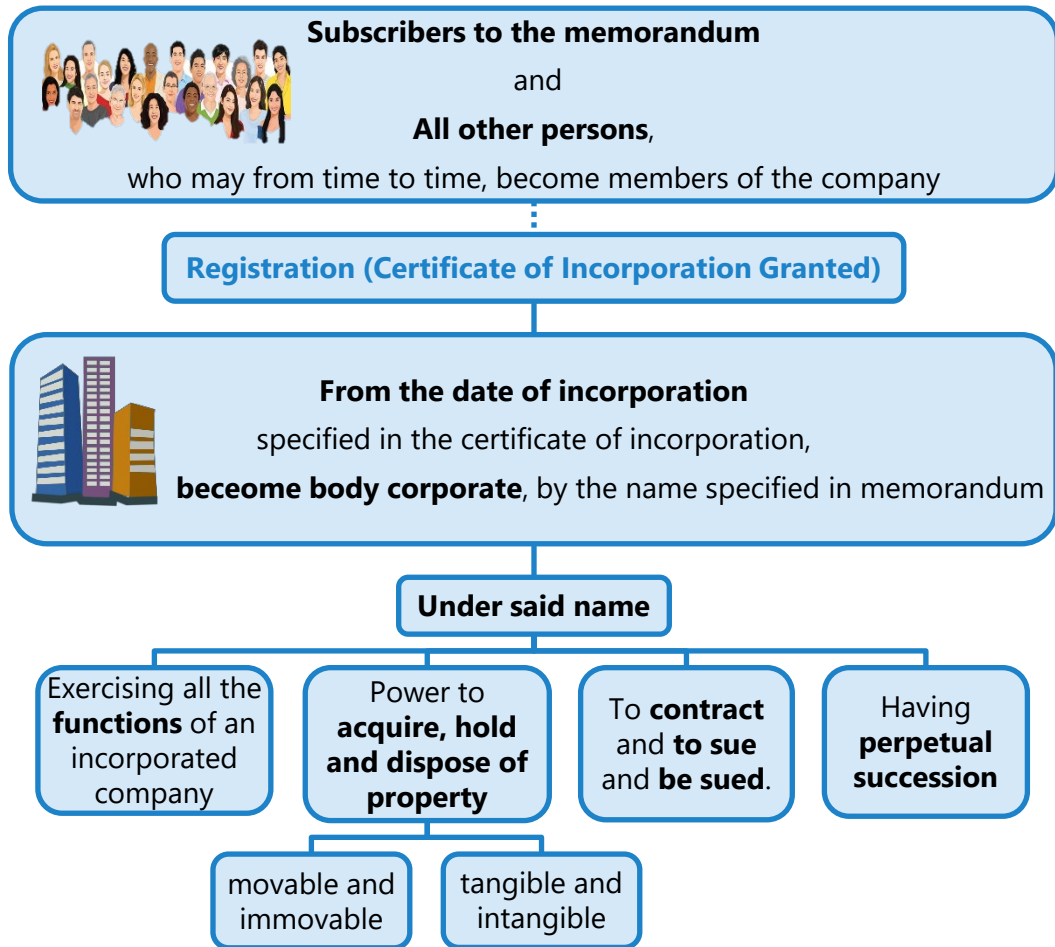 Subscribers to the memorandum
and
All other persons,
who may from time to time, become members of the company
Registration (Certificate of Incorporation Granted)
From the date of incorporation
specified in the certificate of incorporation,
beceome body corporate, by the name specified in memorandum
Under said name
Exercising all the
functions of an
incorporated
company
Power to
acquire, hold
and dispose of
property
To contract
and to sue
and be sued.
Having
perpetual
succession
movable and
immovable
tangible and
intangible